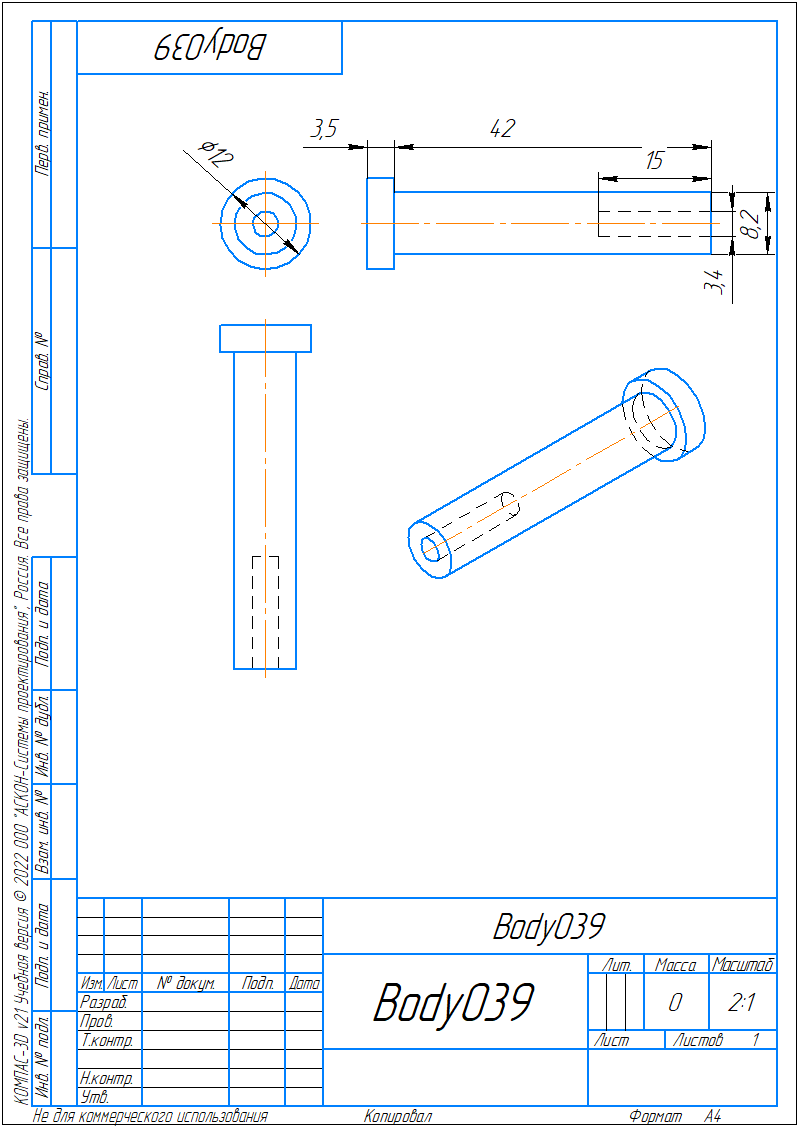 Body039
3,5
42
15
⌀12
8,2
3,4
Перв. примен.
Справ. №
Подп. и дата
Инв. № дубл.
Взам. инв. №
Подп. и дата
Инв. № подл.
КОМПАС-3D v21 Учебная версия © 2022 ООО "АСКОН-Системы проектирования", Россия. Все права защищены.
Body039
Изм. Лист № докум. Подп. Дата
Разраб.
Пров.
Т.контр.
Н.контр.
Утв.
Body039
Лит. Масса Масштаб
0 2:1
Лист Листов 1
Не для коммерческого использования Копировал Формат А4